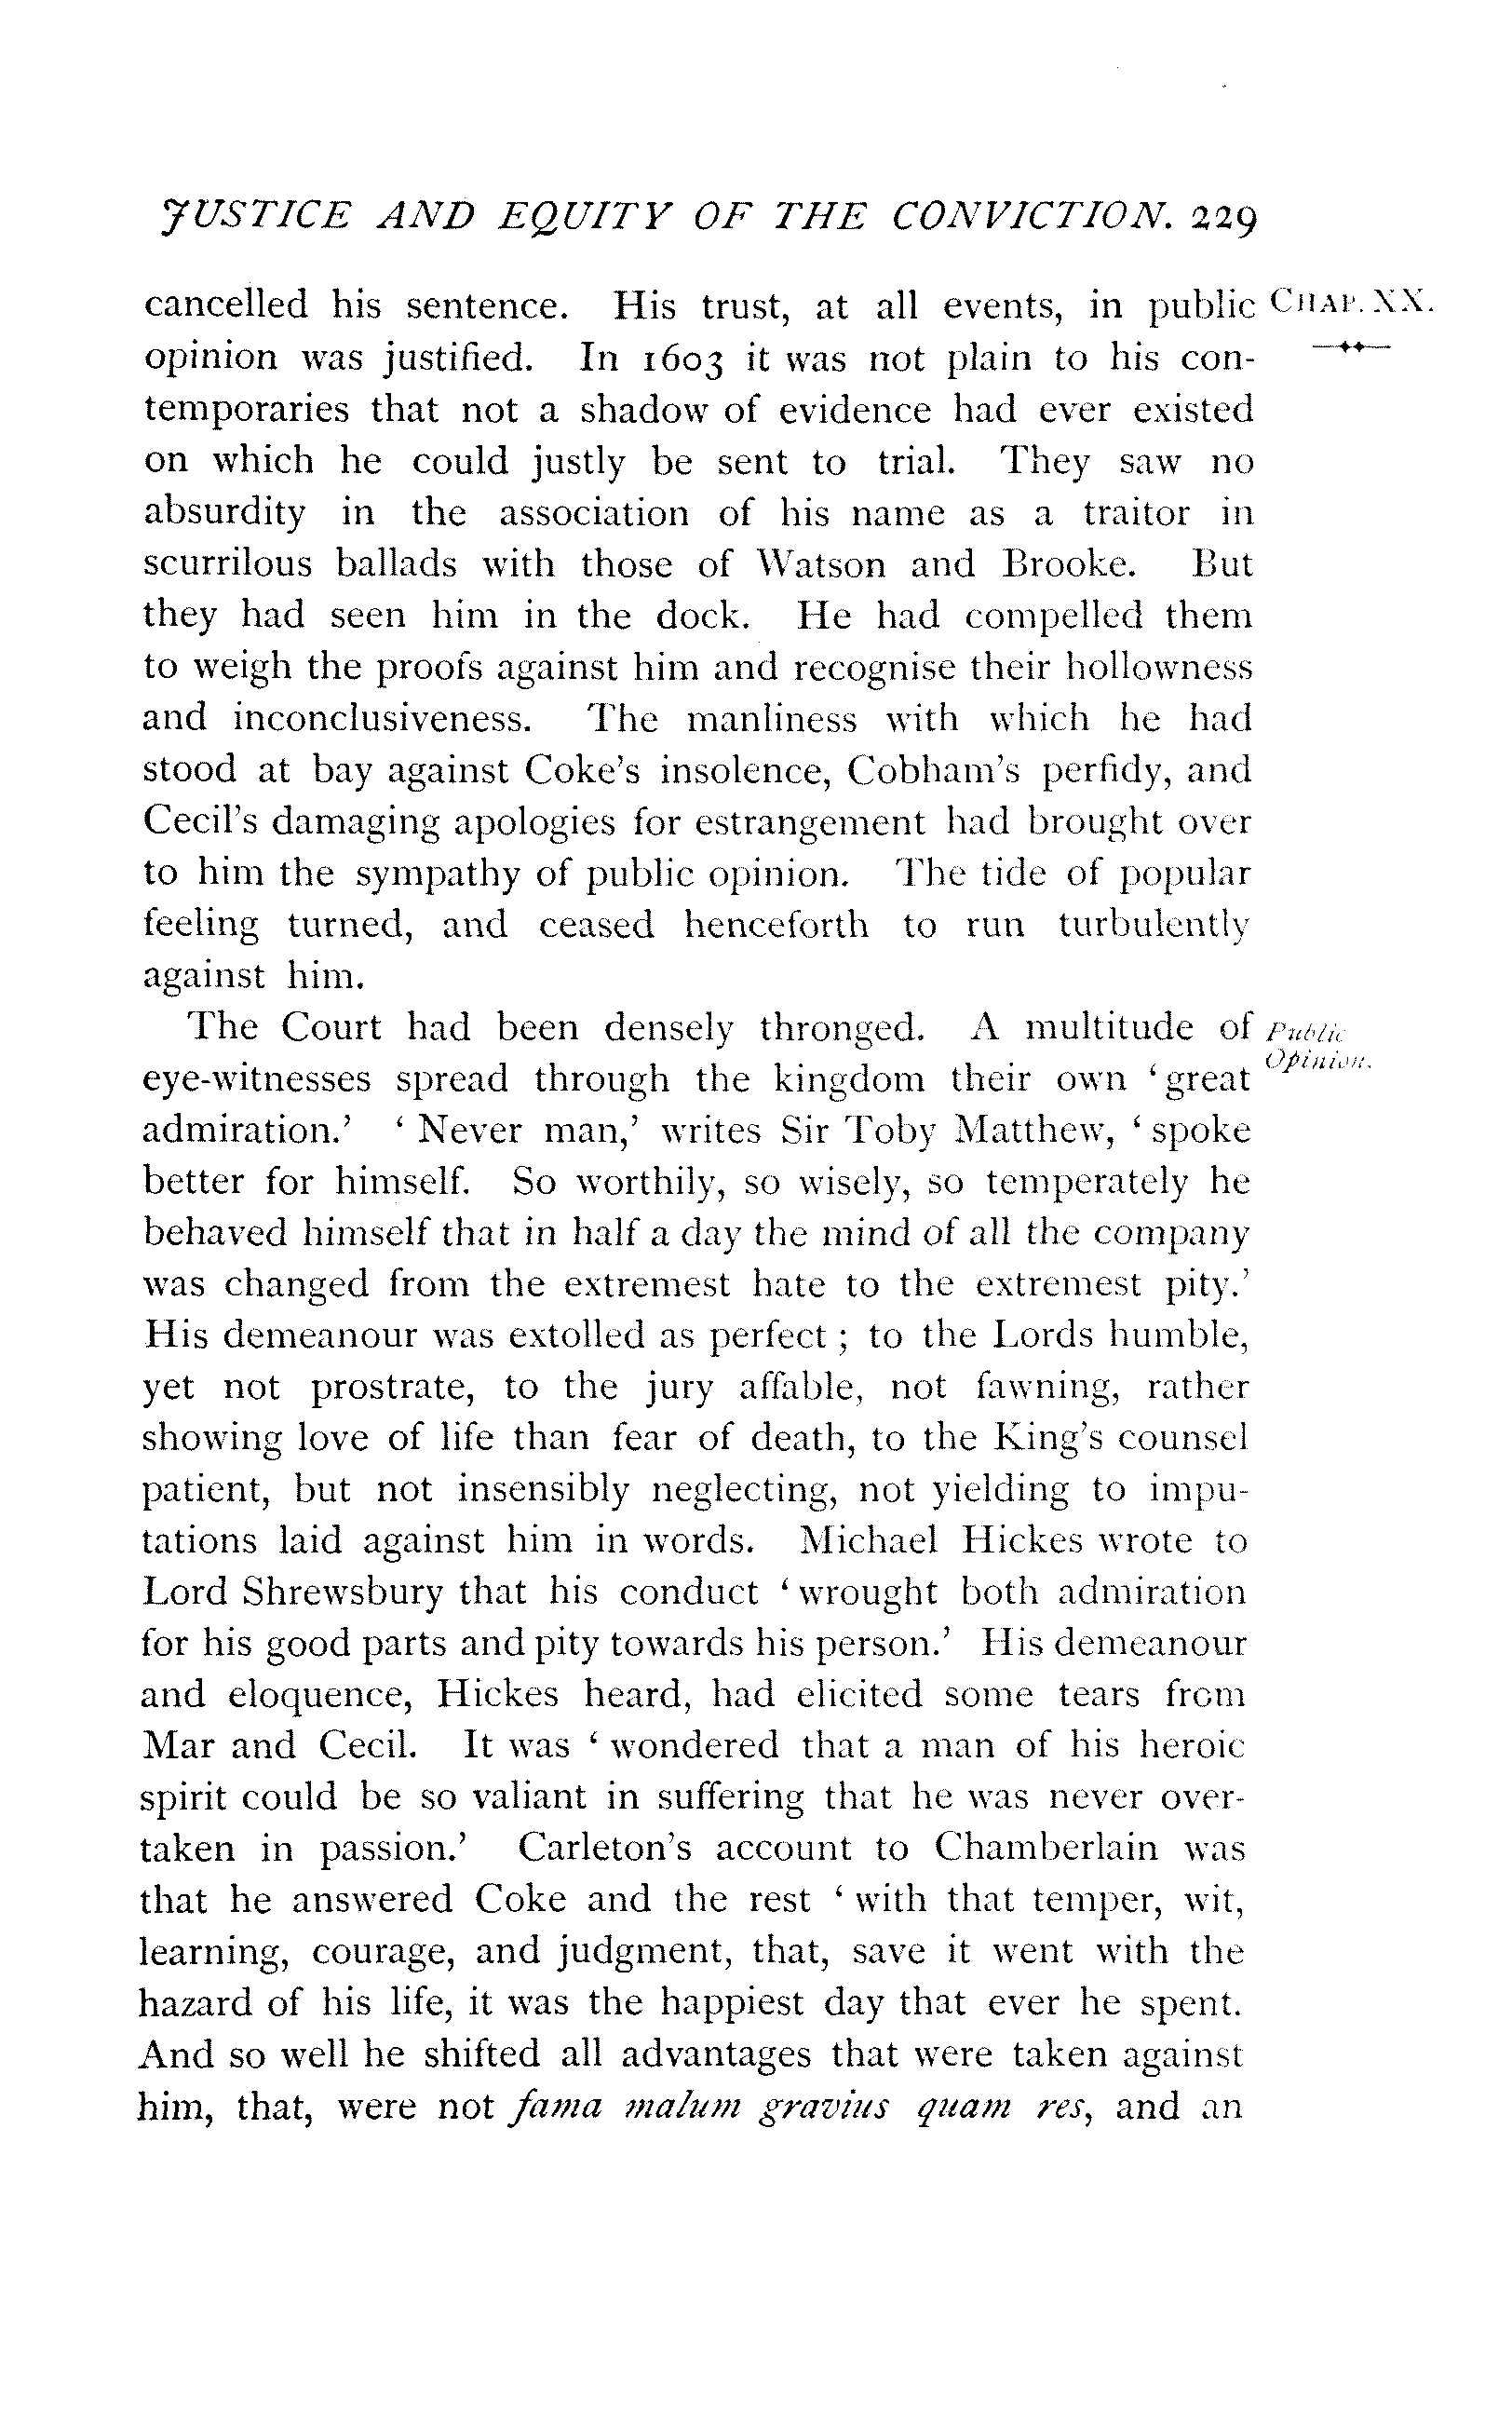 JUSTICE AND EQUITY OF THE CONVICTION. 229
cancelled his sentence. His trust, at all events, in public CHAP. XX.
opinion was justified. In 1603 it was not plain to his con-
temporaries that not a shadow of evidence had ever existed
on which he could justly be sent to trial. They saw no
absurdity in the association of his name as a traitor in
scurrilous ballads with those of Watson and Brooke. But
they had seen him in the dock. He had compelled them
to weigh the proofs against him and recognise their hollowness
and inconclusiveness. The manliness with which he had
stood at bay against Coke's insolence, Cobham's perfidy, and
Cecil's damaging apologies for estrangement had brought over
to him the sympathy of public opinion. The tide of popular
feeling turned, and ceased henceforth to run turbulently
against him.
The Court had been densely thronged. A multitude of Public
eye-witnesses spread through the kingdom their own ‘great Opinion.
admiration.’ ‘Never man,’ writes Sir Toby Matthew, ‘spoke
better for himself. So worthily, so wisely, so temperately he
behaved himself that in half a day the mind of all the company
was changed from the extremest hate to the extremest pity.’
His demeanour was extolled as perfect; to the Lords humble,
yet not prostrate, to the jury affable, not fawning, rather
showing love of life than fear of death, to the King's counsel
patient, but not insensibly neglecting, not yielding to impu-
tations laid against him in words. Michael Hickes wrote to
Lord Shrewsbury that his conduct ‘wrought both admiration
for his good parts and pity towards his person.’ His demeanour
and eloquence, Hickes heard, had elicited some tears from
Mar and Cecil. It was ‘wondered that a man of his heroic
spirit could be so valiant in suffering that he was never over-
taken in passion.’ Carleton's account to Chamberlain was
that he answered Coke and the rest ‘with that temper, wit,
learning, courage, and judgment, that, save it went with the
hazard of his life, it was the happiest day that ever he spent.
And so well he shifted all advantages that were taken against
him, that, were not fama malum gravius quam res, and an